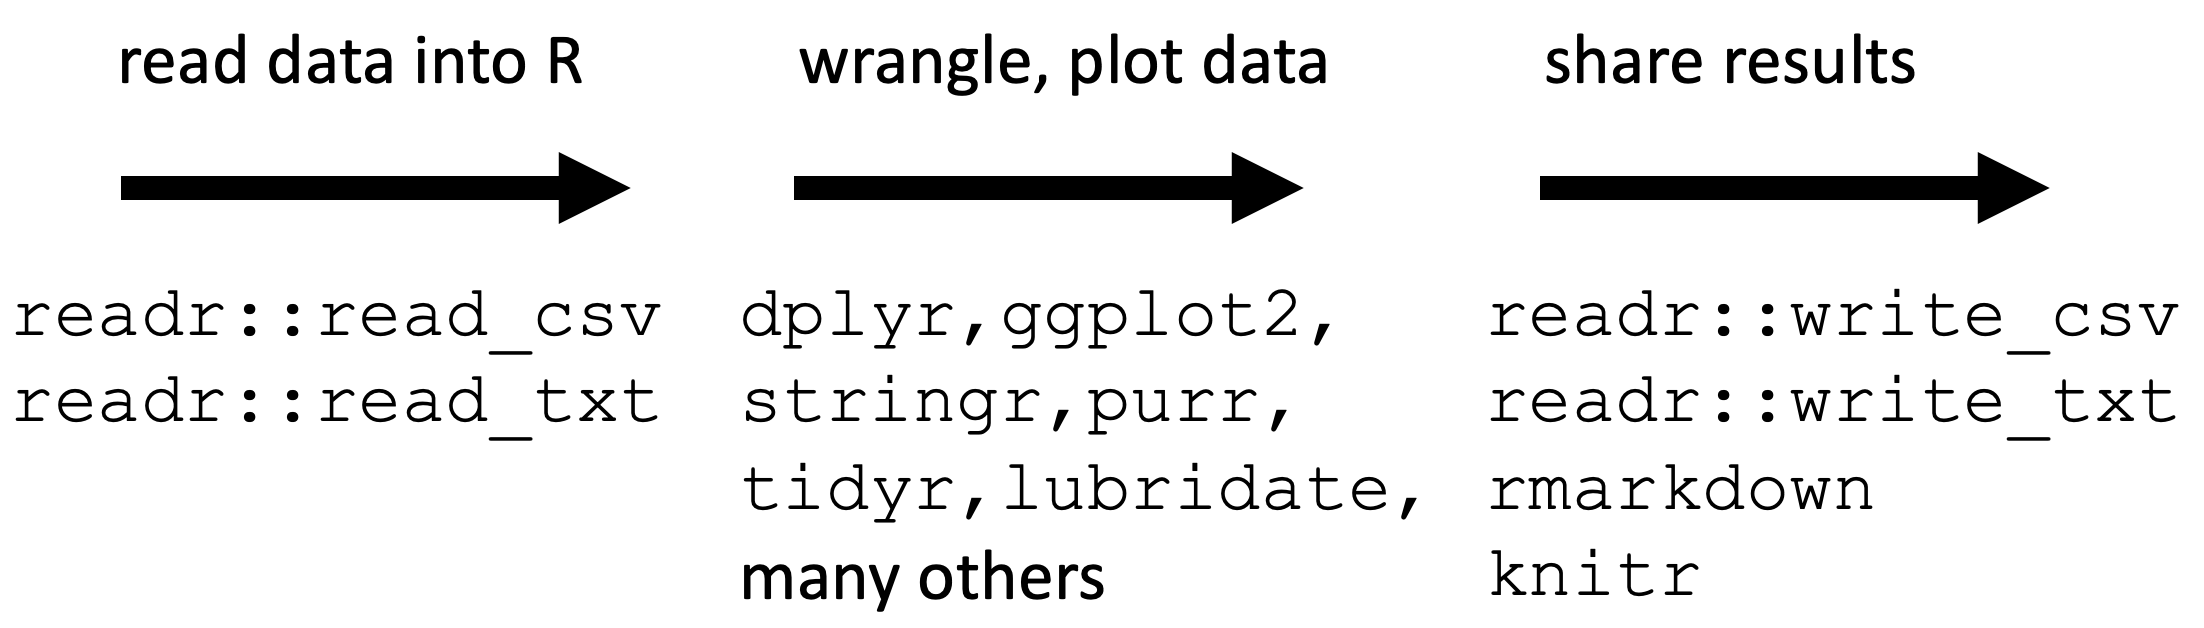 read data into R
wrangle, plot data
share results
readr::read_csv
readr::read_txt
dplyr,ggplot2,
stringr,purr,
tidyr,lubridate,
many others
readr::write_csv
readr::write_txt
rmarkdown
knitr